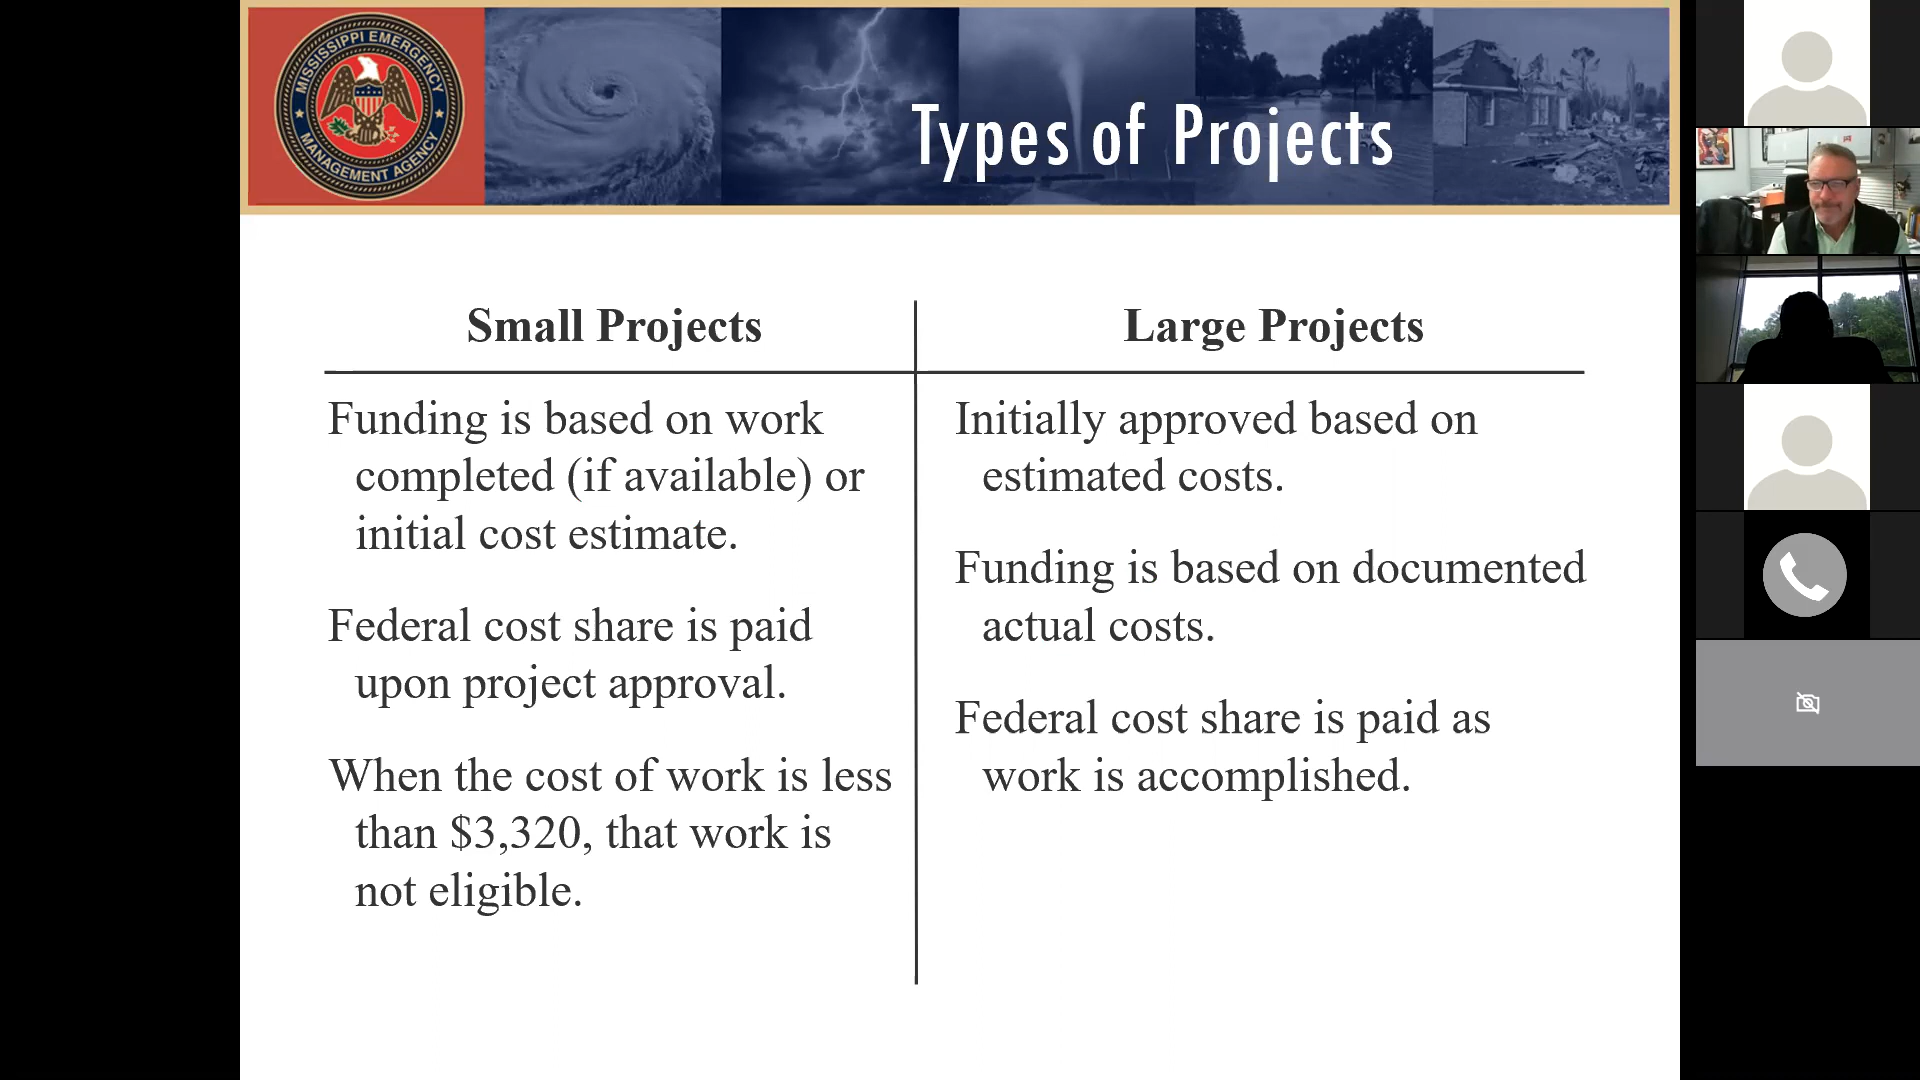 MISSISSIPPI EMERGENCY
MANAGEMENT AGENCY
Types of Projects
Small Projects
Funding is based on work
completed (if available) or
initial cost estimate.
Federal cost share is paid
upon project approval.
When the cost of work is less
than $3,320, that work is
not eligible.
Large Projects
Initially approved based on
estimated costs.
Funding is based on documented
actual costs.
Federal cost share is paid as
work is accomplished.